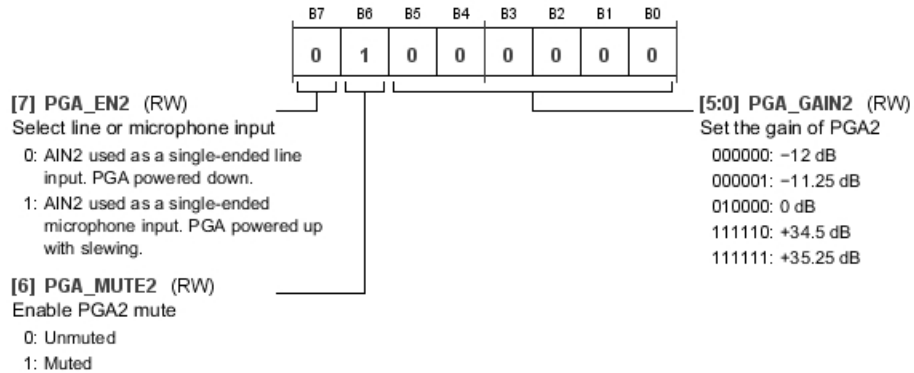 B7 B6 B5 B4 B3 B2 B1 B0
0 1 0 0 0 0 0 0
[7] PGA_EN2 (RW)
Select line or microphone input
0: AIN2 used as a single-ended line
input. PGA powered down.
1: AIN2 used as a single-ended
microphone input. PGA powered up
with slewing.
[6] PGA_MUTE2 (RW)
Enable PGA2 mute
0: Unmuted
1: Muted
[5:0] PGA_GAIN2 (RW)
Set the gain of PGA2
000000: −12 dB
000001: −11.25 dB
010000: 0 dB
111110: +34.5 dB
111111: +35.25 dB